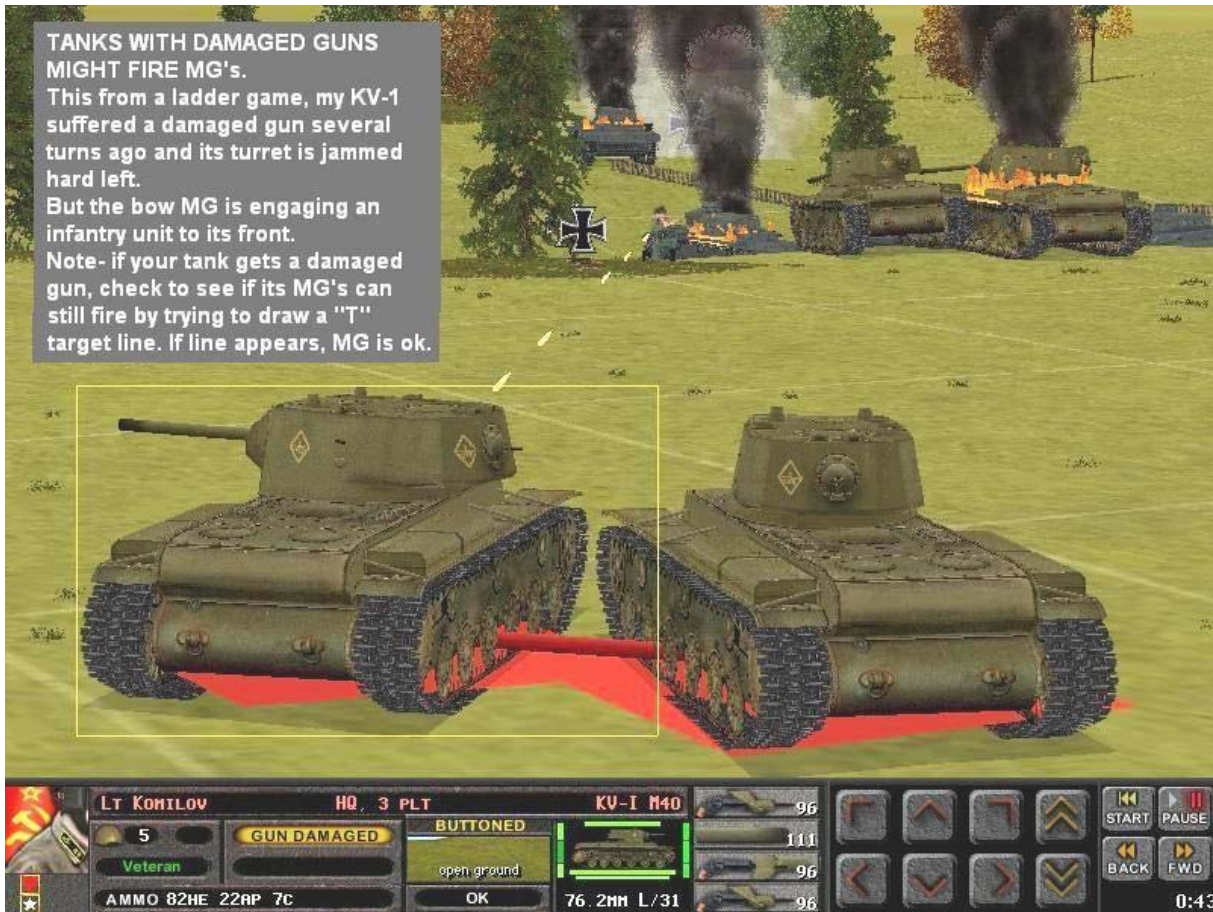 TANKS WITH DAMAGED GUNS
MIGHT FIRE MG's.
This from a ladder game, my KV-1
suffered a damaged gun several
turns ago and its turret is jammed
hard left.
But the bow MG is engaging an
infantry unit to its front.
Note- if your tank gets a damaged
gun, check to see if its MG's can
still fire by trying to draw a "T"
target line. If line appears, MG is ok.
LT KOMILOV HQ, 3 PLT KV-I M40
5 GUN DAMAGED BUTTONED
Veteran open ground
AMMO 82HE 22AP 7C OK 76.2MM L/31
96
111
96
96
START PAUSE
BACK FWD
0:43